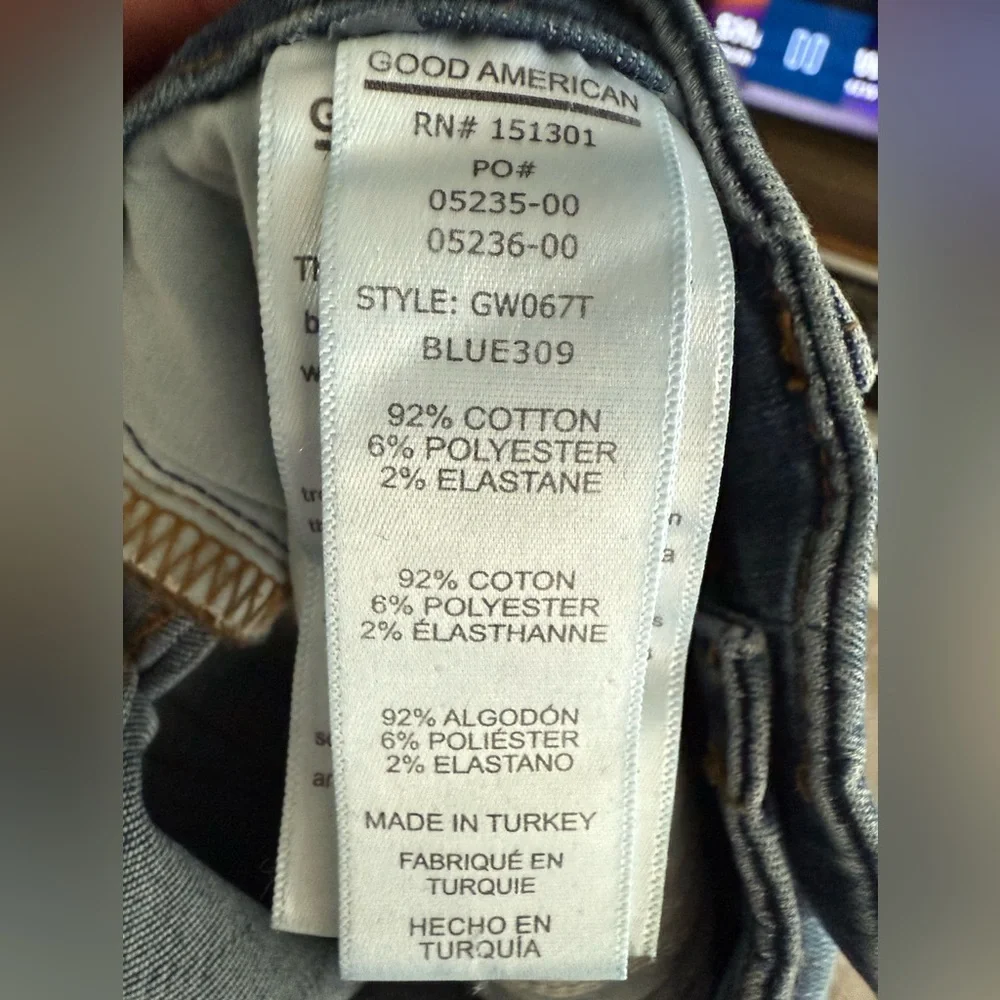 GOOD AMERICAN
RN# 151301
PO#
05235-00
05236-00
STYLE: GW067T
BLUE309
92% COTTON
6% POLYESTER
2% ELASTANE
92% COTON
6% POLYESTER
2% ÉLASTHANNE
92% ALGODÓN
6% POLIÉSTER
2% ELASTANO
MADE IN TURKEY
FABRIQUÉ EN
TURQUIE
HECHO EN
TURQUÍA